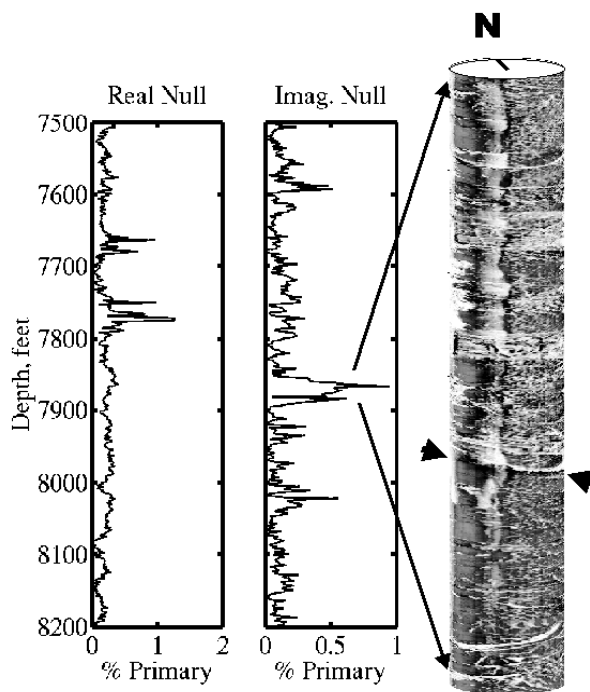 N
Real Null
Imag. Null
7500
7600
7700
7800
7900
8000
8100
8200
Depth, feet
0 1 2
0 0.5 1
% Primary
% Primary